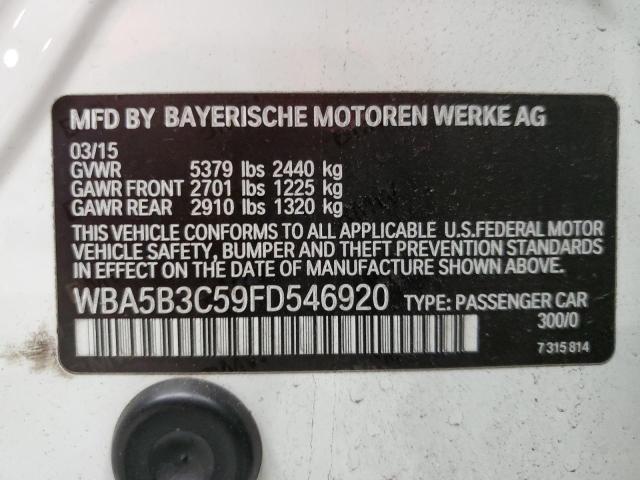 MFD BY BAYERISCHE MOTOREN WERKE AG
03/15
GVWR 5379 lbs 2440 kg
GAWR FRONT 2701 lbs 1225 kg
GAWR REAR 2910 lbs 1320 kg
THIS VEHICLE CONFORMS TO ALL APPLICABLE U.S.FEDERAL MOTOR
VEHICLE SAFETY, BUMPER AND THEFT PREVENTION STANDARDS
IN EFFECT ON THE DATE OF MANUFACTURE SHOWN ABOVE.
WBA5B3C59FD546920 TYPE: PASSENGER CAR
300/0
7 315 814